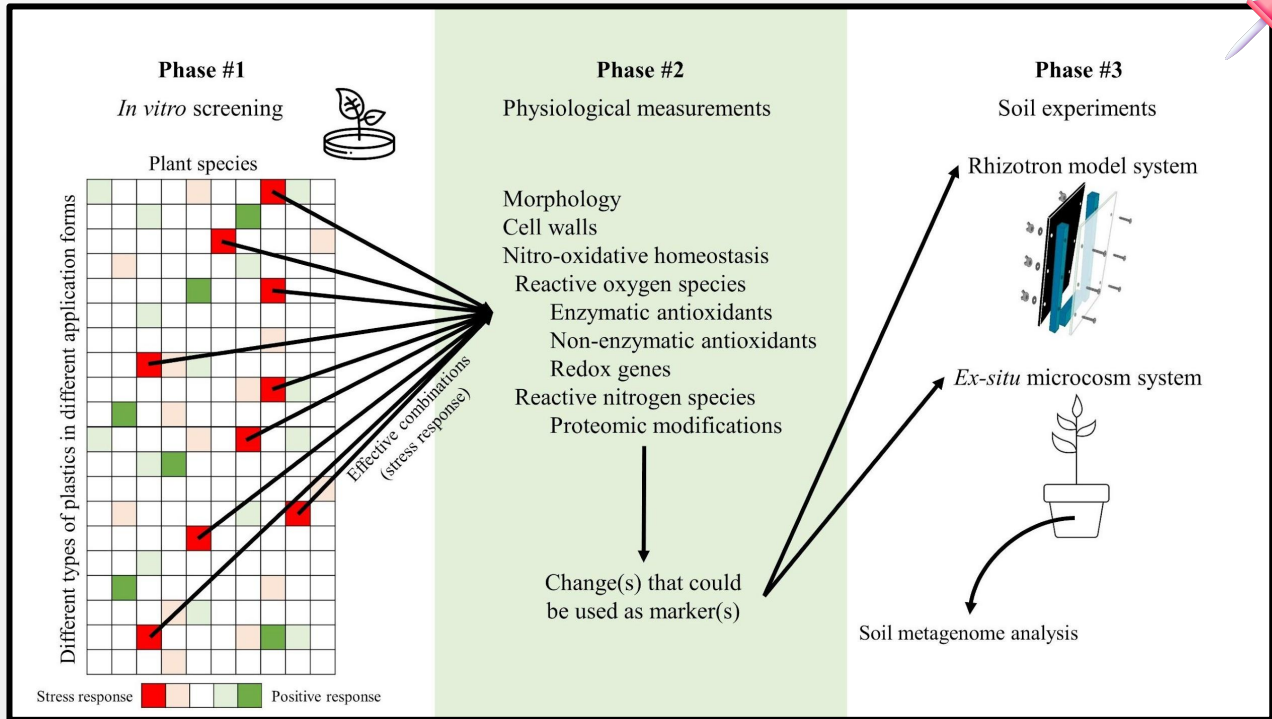 Phase #1
In vitro screening
Plant species
Different types of plastics in different application forms
Effective combinations
(stress response)
Stress response
Positive response
Phase #2
Physiological measurements
Morphology
Cell walls
Nitro-oxidative homeostasis
Reactive oxygen species
Enzymatic antioxidants
Non-enzymatic antioxidants
Redox genes
Reactive nitrogen species
Proteomic modifications
Change(s) that could
be used as marker(s)
Phase #3
Soil experiments
Rhizotron model system
Ex-situ microcosm system
Soil metagenome analysis